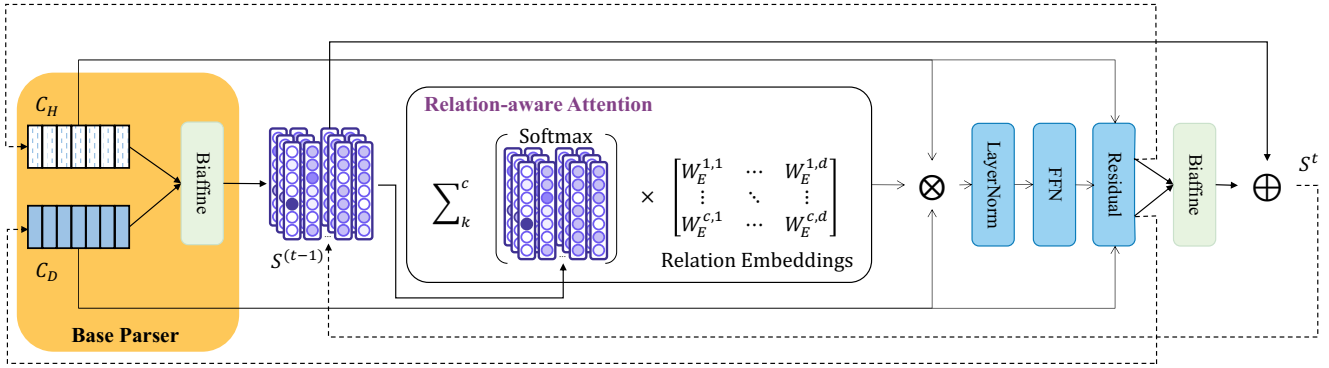 C_H
C_D
Biaffine
Base Parser
S^{(t−1)}
Relation-aware Attention
Softmax
∑_k^c
...
×
W_E^{1,1} ⋯ W_E^{1,d}
⋮ ⋱ ⋮
W_E^{c,1} ⋯ W_E^{c,d}
Relation Embeddings
⊗
LayerNorm
FFN
Residual
Biaffine
⊕
S^t